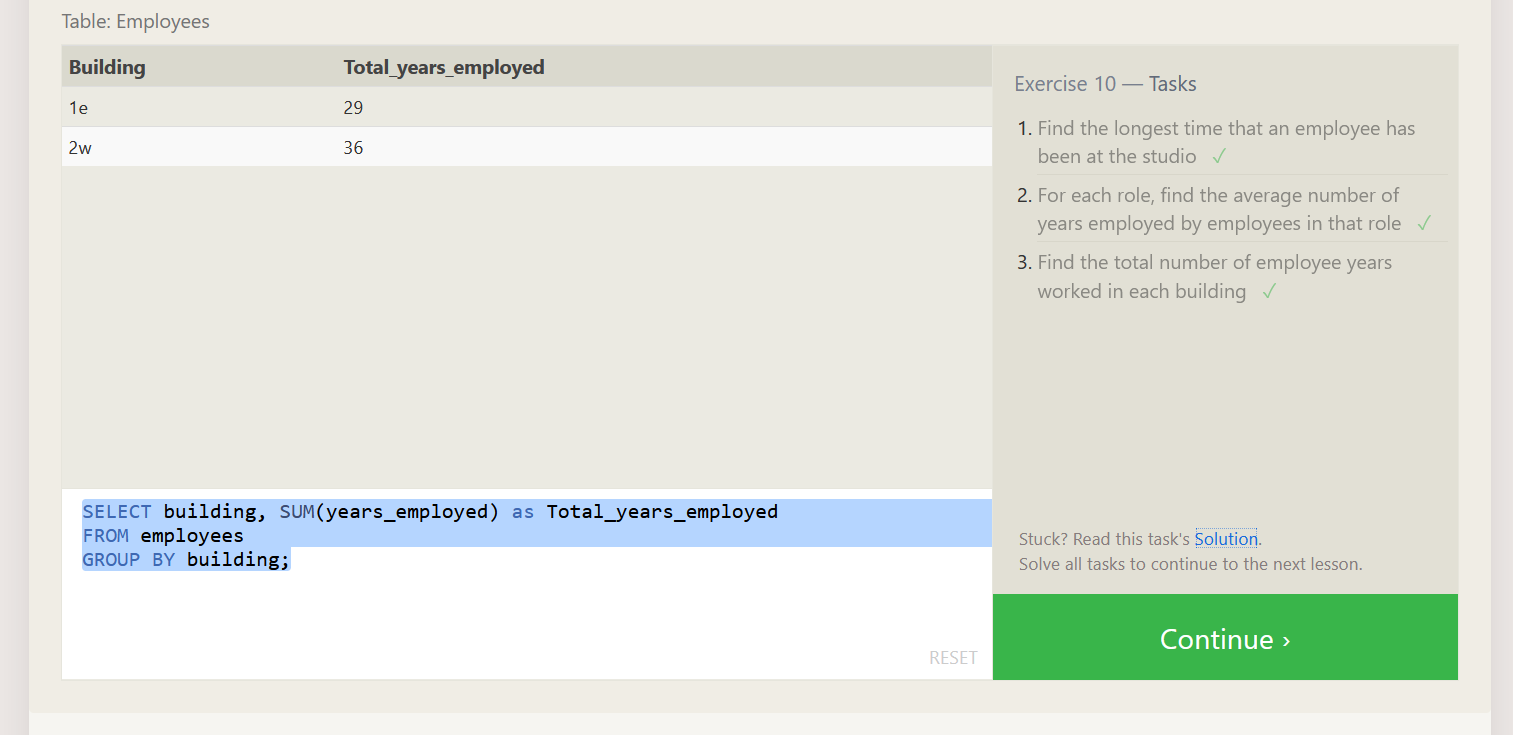 Table: Employees
Building Total_years_employed
1e 29
2w 36
SELECT building, SUM(years_employed) as Total_years_employed
FROM employees
GROUP BY building;
RESET
Exercise 10 — Tasks
1. Find the longest time that an employee has
been at the studio ✓
2. For each role, find the average number of
years employed by employees in that role ✓
3. Find the total number of employee years
worked in each building ✓
Stuck? Read this task's Solution.
Solve all tasks to continue to the next lesson.
Continue ›